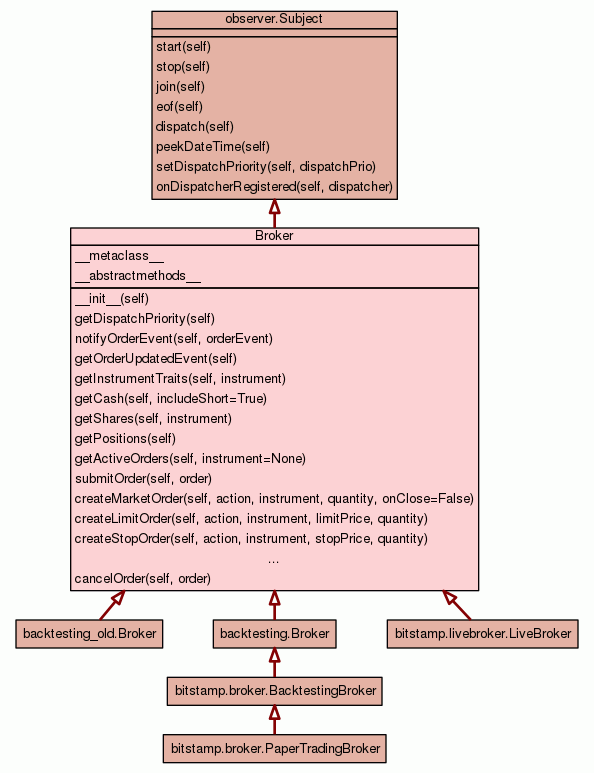 observer.Subject
start(self)
stop(self)
join(self)
eof(self)
dispatch(self)
peekDateTime(self)
setDispatchPriority(self, dispatchPrio)
onDispatcherRegistered(self, dispatcher)
Broker
__metaclass__
__abstractmethods__
__init__(self)
getDispatchPriority(self)
notifyOrderEvent(self, orderEvent)
getOrderUpdatedEvent(self)
getInstrumentTraits(self, instrument)
getCash(self, includeShort=True)
getShares(self, instrument)
getPositions(self)
getActiveOrders(self, instrument=None)
submitOrder(self, order)
createMarketOrder(self, action, instrument, quantity, onClose=False)
createLimitOrder(self, action, instrument, limitPrice, quantity)
createStopOrder(self, action, instrument, stopPrice, quantity)
...
cancelOrder(self, order)
backtesting_old.Broker
backtesting.Broker
bitstamp.livebroker.LiveBroker
bitstamp.broker.BacktestingBroker
bitstamp.broker.PaperTradingBroker